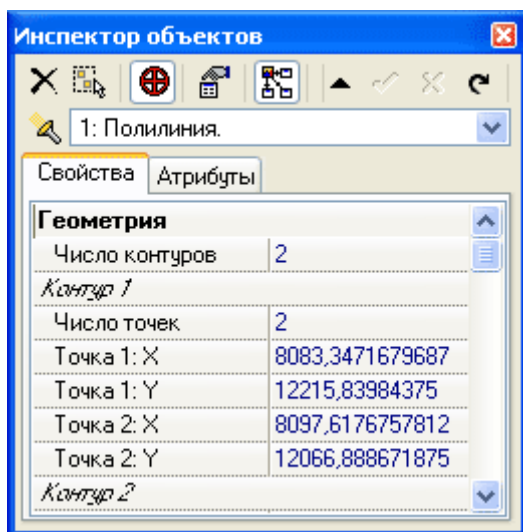 Инспектор объектов
1: Полилиния.
Свойства Атрибуты
Геометрия
Число контуров 2
Контур 1
Число точек 2
Точка 1: X 8083,3471679687
Точка 1: Y 12215,83984375
Точка 2: X 8097,6176757812
Точка 2: Y 12066,888671875
Контур 2